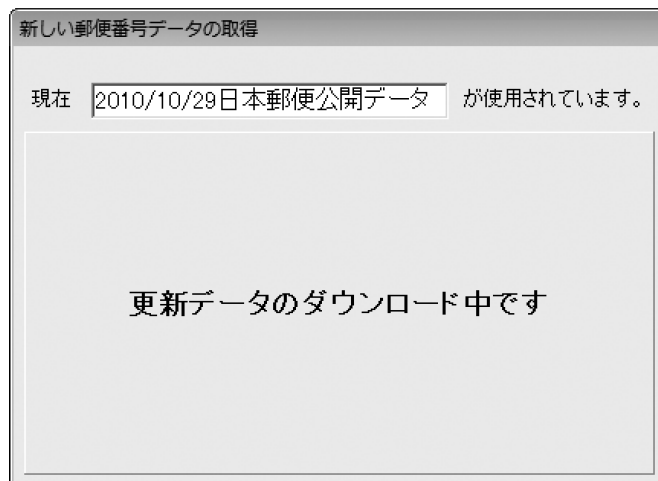 新しい郵便番号データの取得
現在 2010/10/29日本郵便公開データ が使用されています。
更新データのダウンロード中です